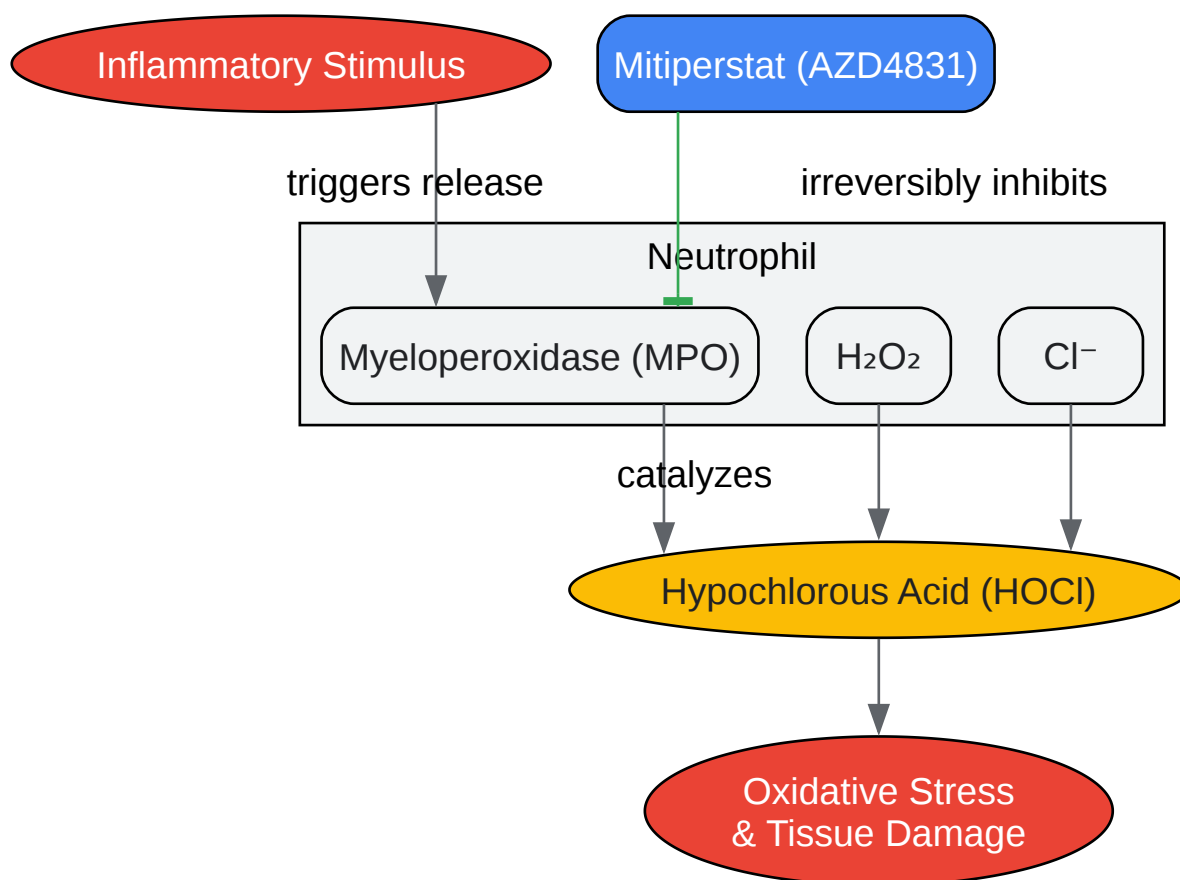 Inflammatory Stimulus
Mitiperstat (AZD4831)
triggers release
irreversibly inhibits
Neutrophil
Myeloperoxidase (MPO)
H₂O₂
Cl⁻
catalyzes
Hypochlorous Acid (HOCl)
Oxidative Stress
& Tissue Damage